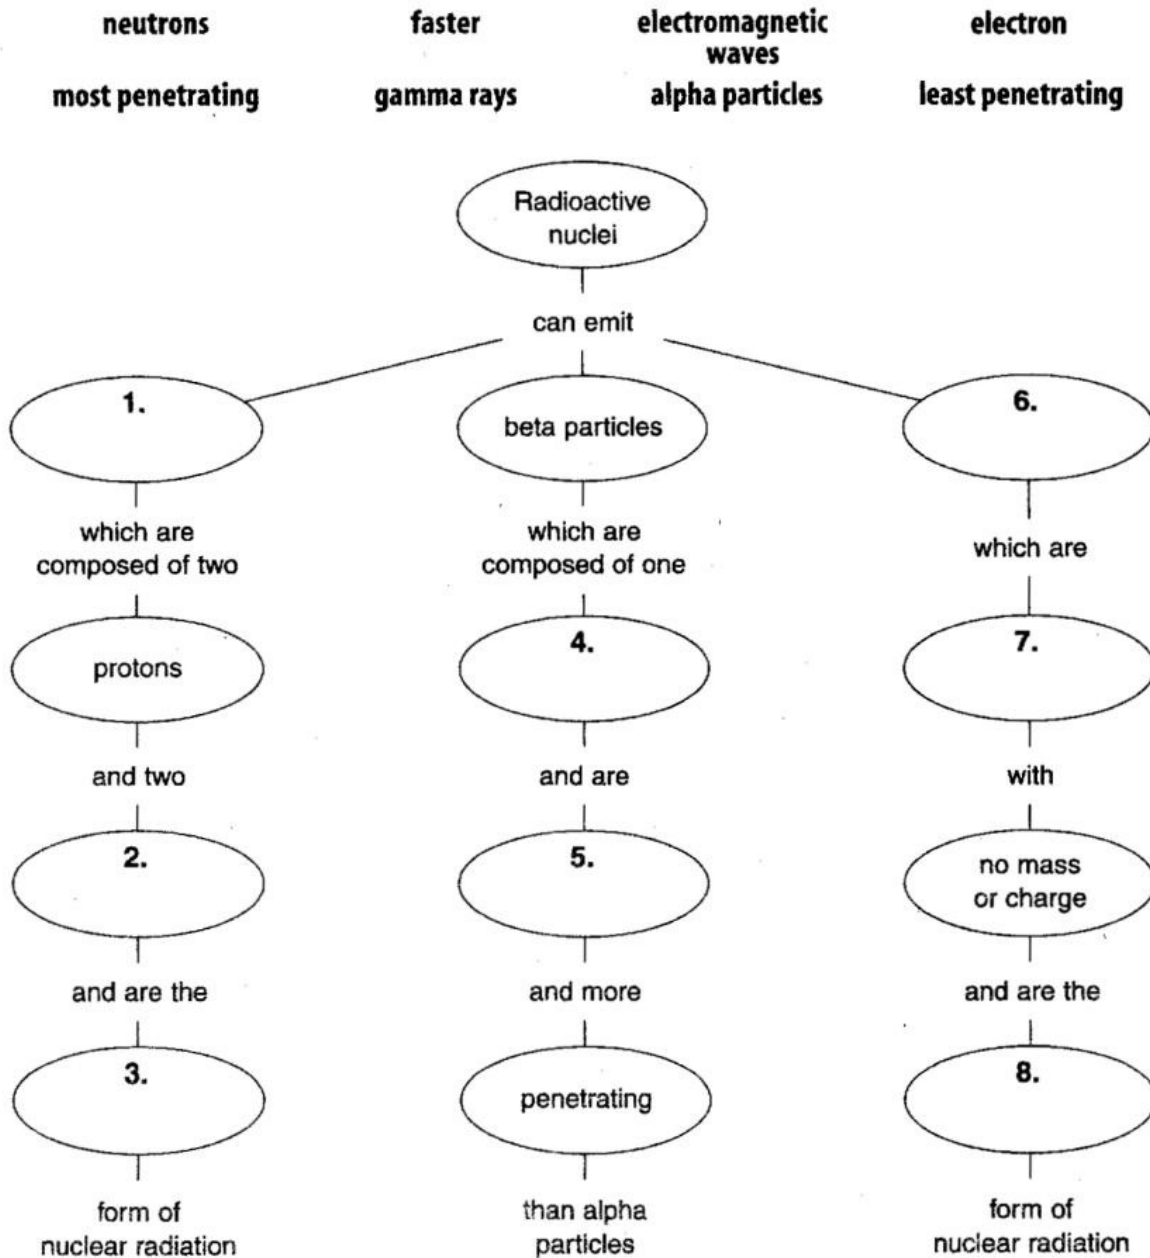 neutrons faster electromagnetic waves electron
most penetrating gamma rays alpha particles least penetrating
Radioactive
nuclei
can emit
1.
which are
composed of two
protons
and two
2.
and are the
3.
form of
nuclear radiation
beta particles
which are
composed of one
4.
and are
5.
and more
penetrating
than alpha
particles
6.
which are
7.
with
no mass
or charge
and are the
8.
form of
nuclear radiation